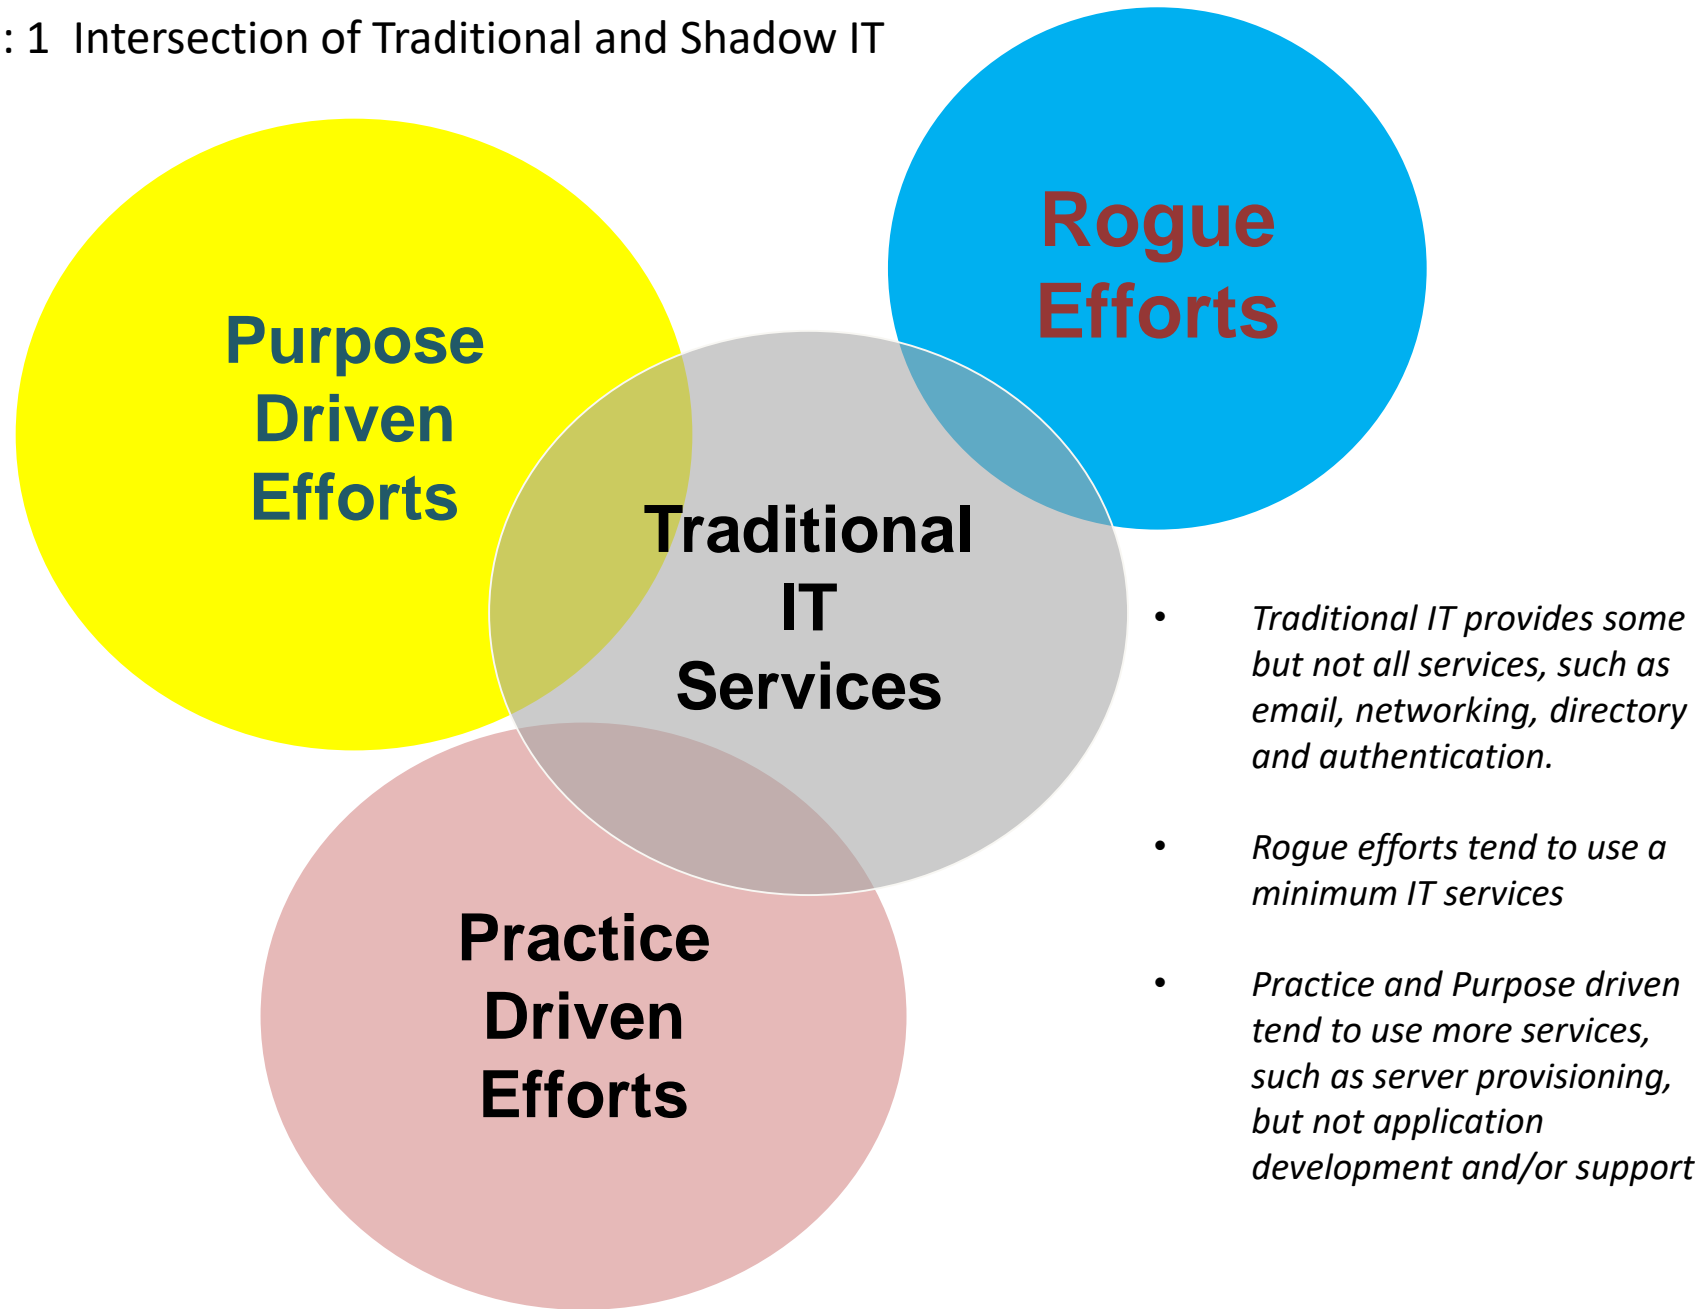 : 1 Intersection of Traditional and Shadow IT
Rogue
Efforts
Purpose
Driven
Efforts
Traditional
IT
Services
Practice
Driven
Efforts
• Traditional IT provides some
but not all services, such as
email, networking, directory
and authentication.
• Rogue efforts tend to use a
minimum IT services
• Practice and Purpose driven
tend to use more services,
such as server provisioning,
but not application
development and/or support